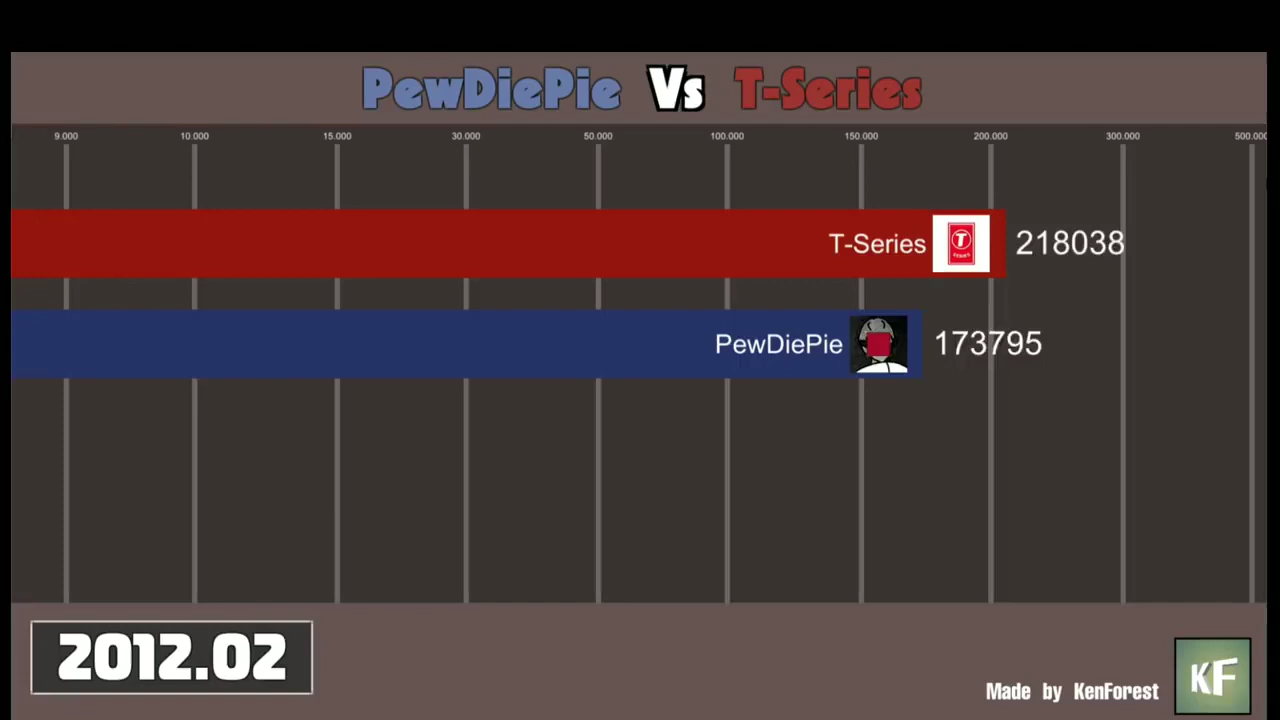 PewDiePie Vs T-Series
9.000 10.000 15.000 30.000 50.000 100.000 150.000 200.000 300.000 500.000
T-Series T 218038
PewDiePie 173795
2012.02
Made by KenForest KF